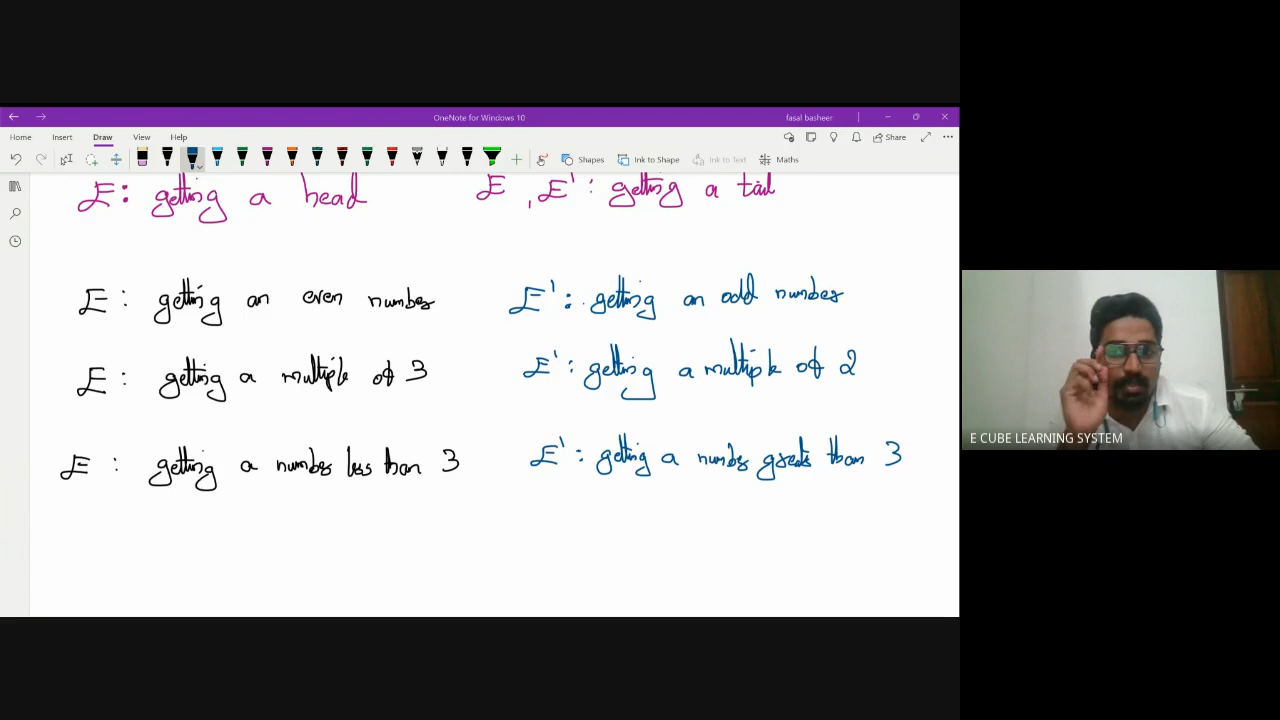 OneNote for Windows 10
fasal basheer
Home Insert Draw View Help
Share
Shapes Ink to Shape Ink to Text Maths
E: getting a head
E, E': getting a tail
E: getting an even number
E': getting an odd number
E: getting a multiple of 3
E': getting a multiple of 2
E: getting a number less than 3
E': getting a number greater than 3
E CUBE LEARNING SYSTEM